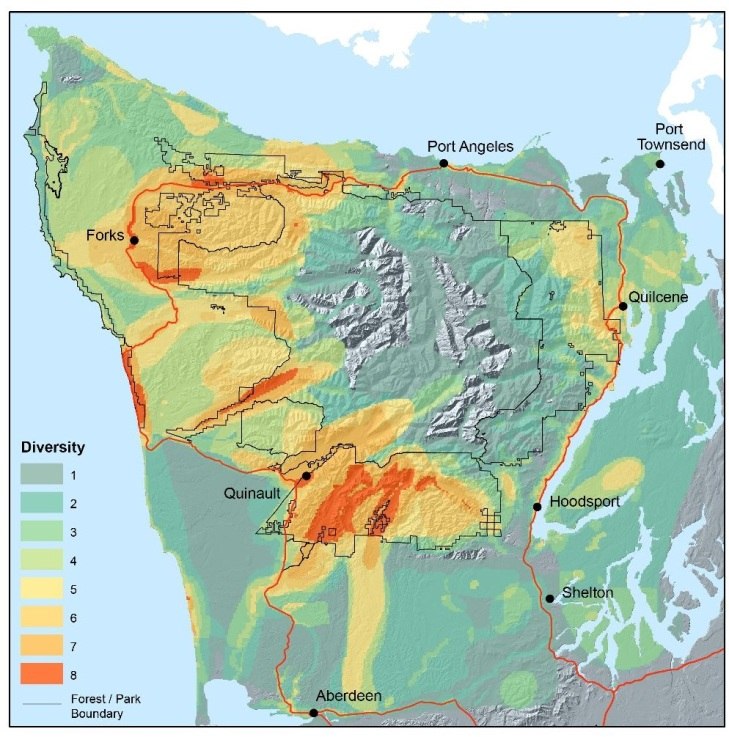 Port Angeles
Port
Townsend
Forks
Quilcene
Diversity
1
2
3
4
5
6
7
8
Forest / Park
Boundary
Quinault
Hoodsport
Shelton
Aberdeen